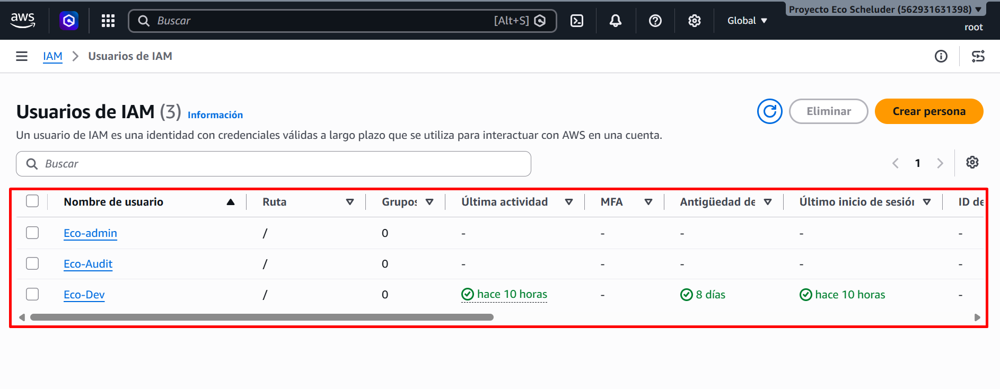 aws
Buscar [Alt+S]
Global
Proyecto Eco Scheluder (562931631398)
root
IAM
Usuarios de IAM
Usuarios de IAM (3) Información
Eliminar
Crear persona
Un usuario de IAM es una identidad con credenciales válidas a largo plazo que se utiliza para interactuar con AWS en una cuenta.
Buscar
1
Nombre de usuario Ruta Grupos Última actividad MFA Antigüedad de Último inicio de sesión ID de
Eco-admin / 0 - - - - -
Eco-Audit / 0 - - - - -
Eco-Dev / 0 hace 10 horas - 8 días hace 10 horas -